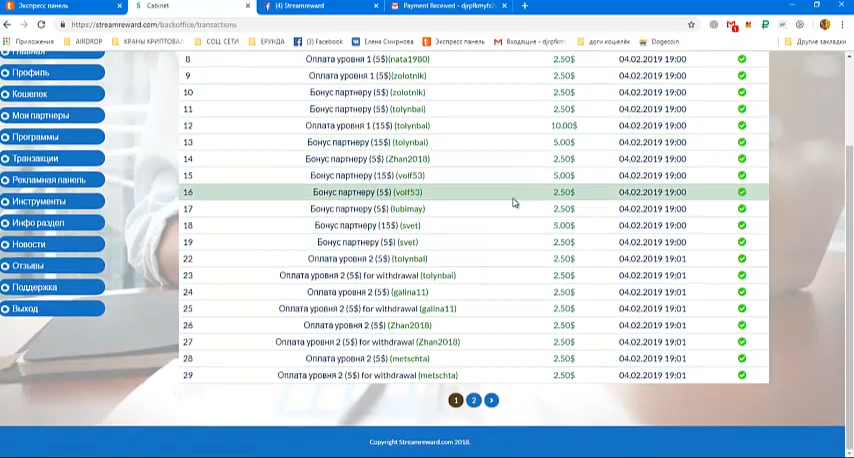 Экспресс панель
S Cabinet
(4) Streamreward
https://streamreward.com/backoffice/transactions
Приложения AIRDROP СОЦ. СЕТИ ЕРУНДА (3) Facebook Елена Смирнова Экспресс панель доги кошелёк Dogecoin Другие закладки
Профиль
Кошелек
Мои партнеры
Программы
Транзакции
Рекламная панель
Инструменты
Инфо раздел
Новости
Отзывы
Поддержка
Выход
8 Оплата уровня 1 (5$)(nata1980) 2.50$ 04.02.2019 19:00
9 Оплата уровня 1 (5$)(zolotnik) 2.50$ 04.02.2019 19:00
10 Бонус партнеру (5$) (zolotnik) 2.50$ 04.02.2019 19:00
11 Бонус партнеру (5$) (tolynbai) 2.50$ 04.02.2019 19:00
12 Оплата уровня 1 (15$) (tolynbai) 10.00$ 04.02.2019 19:00
13 Бонус партнеру (15$) (tolynbai) 5.00$ 04.02.2019 19:00
14 Бонус партнеру (5$) (Zhan2018) 2.50$ 04.02.2019 19:00
15 Бонус партнеру (15$) (volf53) 5.00$ 04.02.2019 19:00
16 Бонус партнеру (5$) (volf53) 2.50$ 04.02.2019 19:00
17 Бонус партнеру (5$) (lubimay) 2.50$ 04.02.2019 19:00
18 Бонус партнеру (15$) (svet) 5.00$ 04.02.2019 19:00
19 Бонус партнеру (5$) (svet) 2.50$ 04.02.2019 19:00
22 Оплата уровня 2 (5$) (tolynbai) 2.50$ 04.02.2019 19:01
23 Оплата уровня 2 (5$) for withdrawal (tolynbai) 2.50$ 04.02.2019 19:01
24 Оплата уровня 2 (5$) (galina11) 2.50$ 04.02.2019 19:01
25 Оплата уровня 2 (5$) for withdrawal (galina11) 2.50$ 04.02.2019 19:01
26 Оплата уровня 2 (5$) (Zhan2018) 2.50$ 04.02.2019 19:01
27 Оплата уровня 2 (5$) for withdrawal (Zhan2018) 2.50$ 04.02.2019 19:01
28 Оплата уровня 2 (5$) (metschta) 2.50$ 04.02.2019 19:01
29 Оплата уровня 2 (5$) for withdrawal (metschta) 2.50$ 04.02.2019 19:01
1 2
Copyright Streamreward.com 2018.